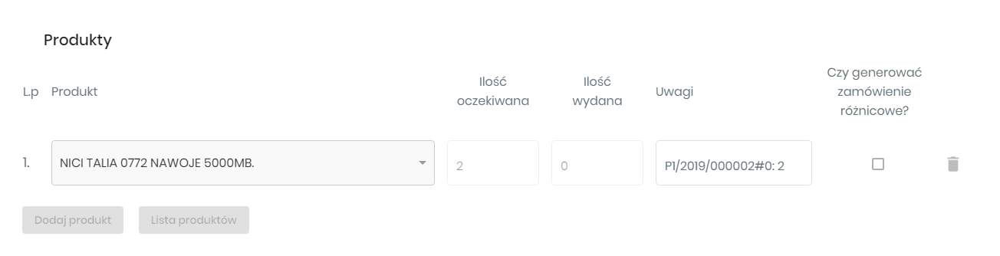 Produkty
L.p
Produkt
Ilość
oczekiwana
Ilość
wydana
Uwagi
Czy generować
zamówienie
różnicowe?
1.
NICI TALIA 0772 NAWOJE 5000MB.
2
0
P1/2019/000002#0: 2
Dodaj produkt
Lista produktów